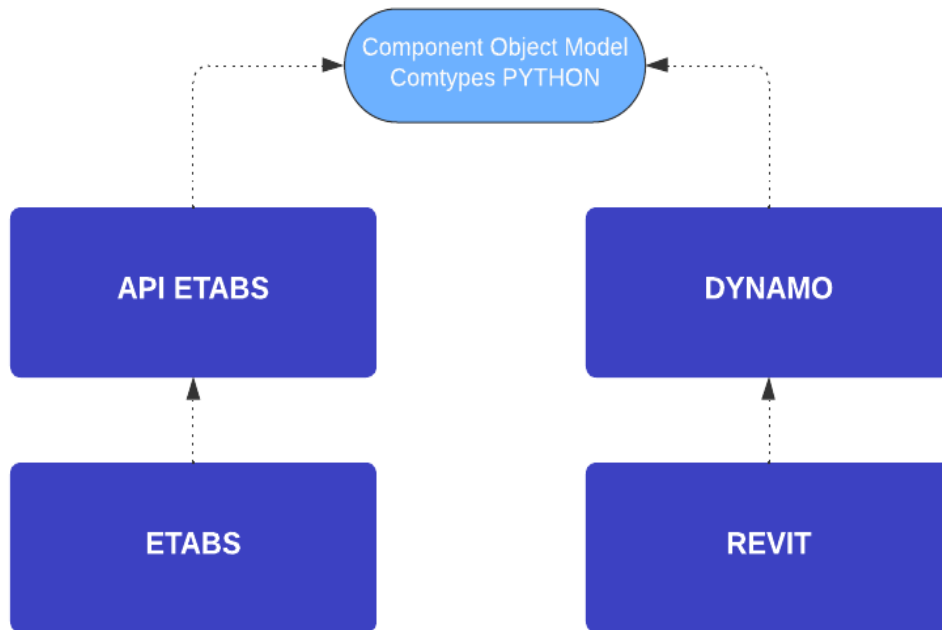 Component Object Model
Comtypes PYTHON
API ETABS
DYNAMO
ETABS
REVIT